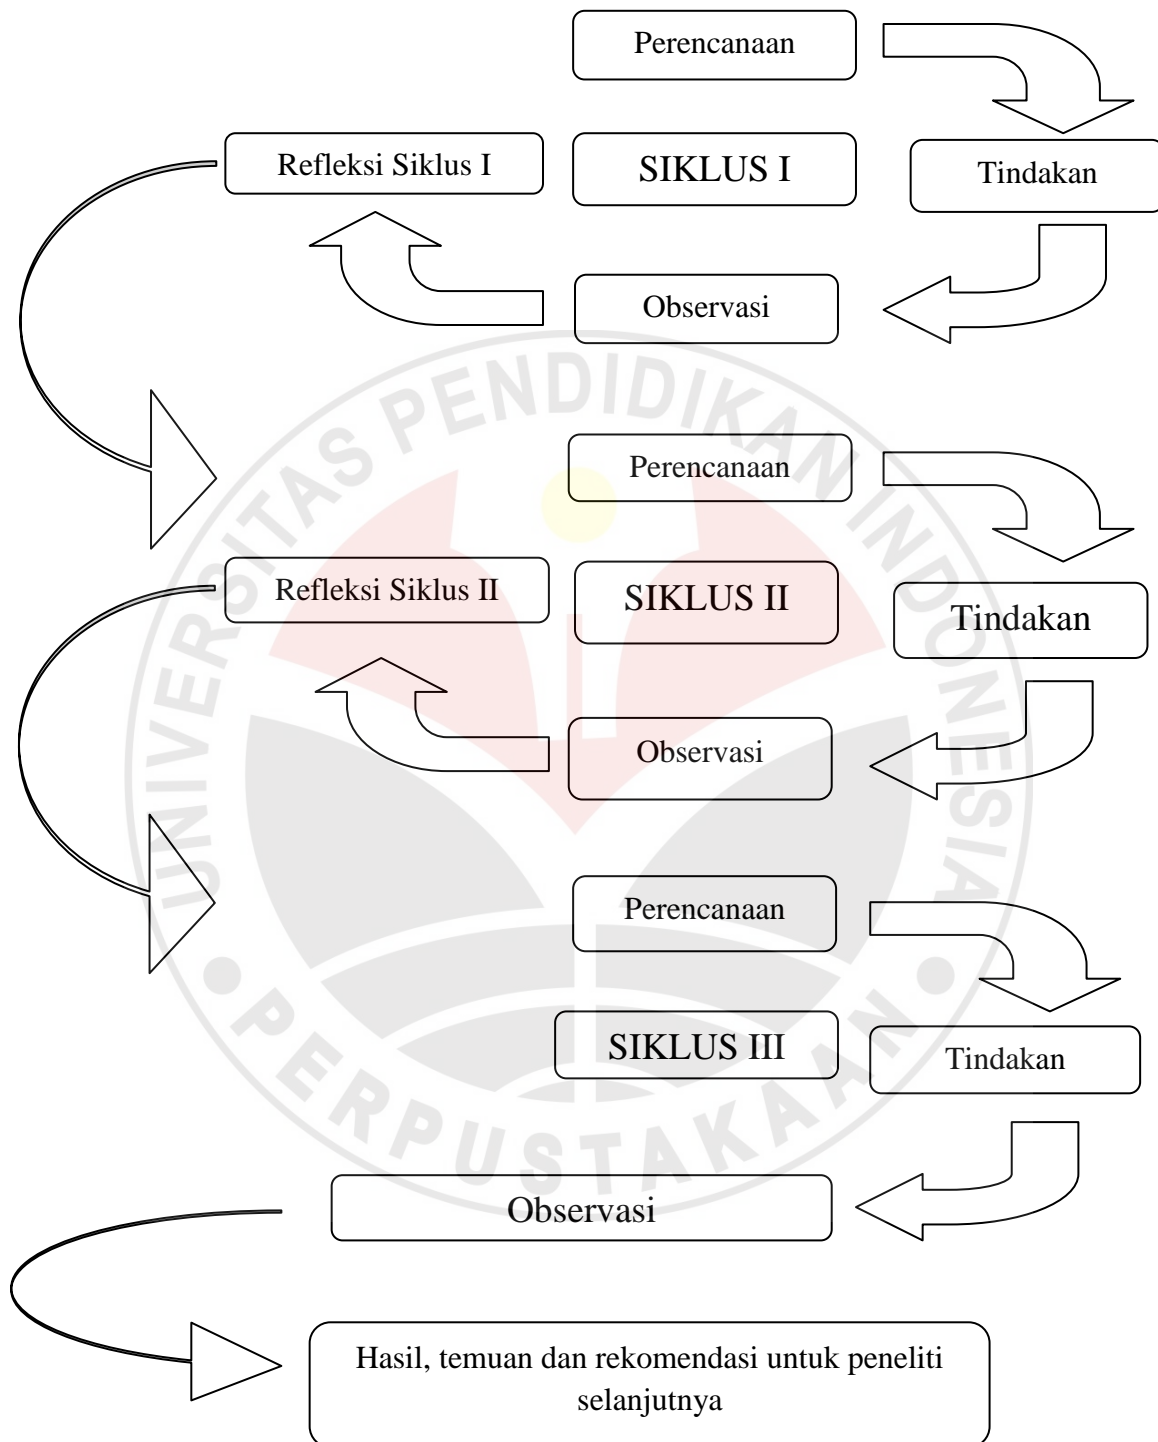 Perencanaan
Refleksi Siklus I
SIKLUS I
Tindakan
Observasi
Perencanaan
Refleksi Siklus II
SIKLUS II
Tindakan
Observasi
Perencanaan
SIKLUS III
Tindakan
Observasi
Hasil, temuan dan rekomendasi untuk peneliti
selanjutnya
UNIVERSITAS PENDIDIKAN INDONESIA
PERPUSTAKAAN